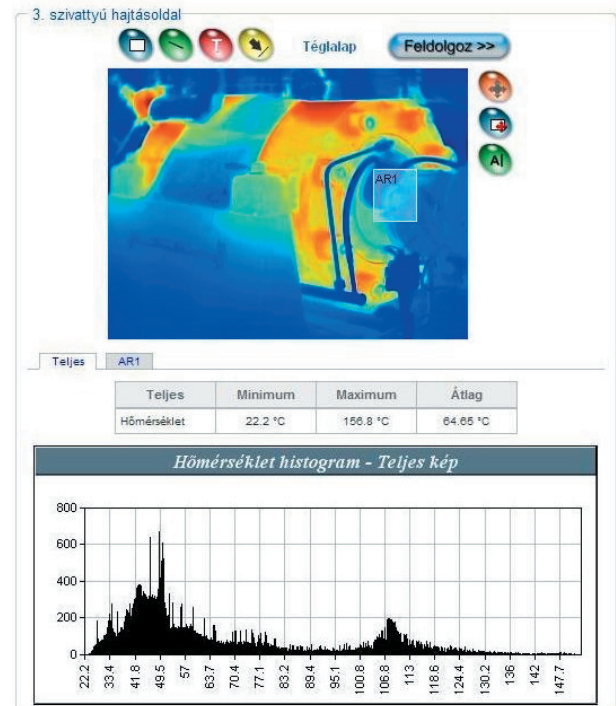 3. szivattyú hajtásoldal
Téglalap Feldolgoz >>
A|
AR1
Teljes AR1
Teljes Minimum Maximum Átlag
Hőmérséklet 22.2 °C 156.8 °C 64.65 °C
Hőmérséklet histogram - Teljes kép
800
600
400
200
0
22.2 33.4 41.8 49.5 57 63.7 70.4 77.1 83.2 89.4 95.1 100.8 106.8 113 118.6 124.4 130.2 136 142 147.7